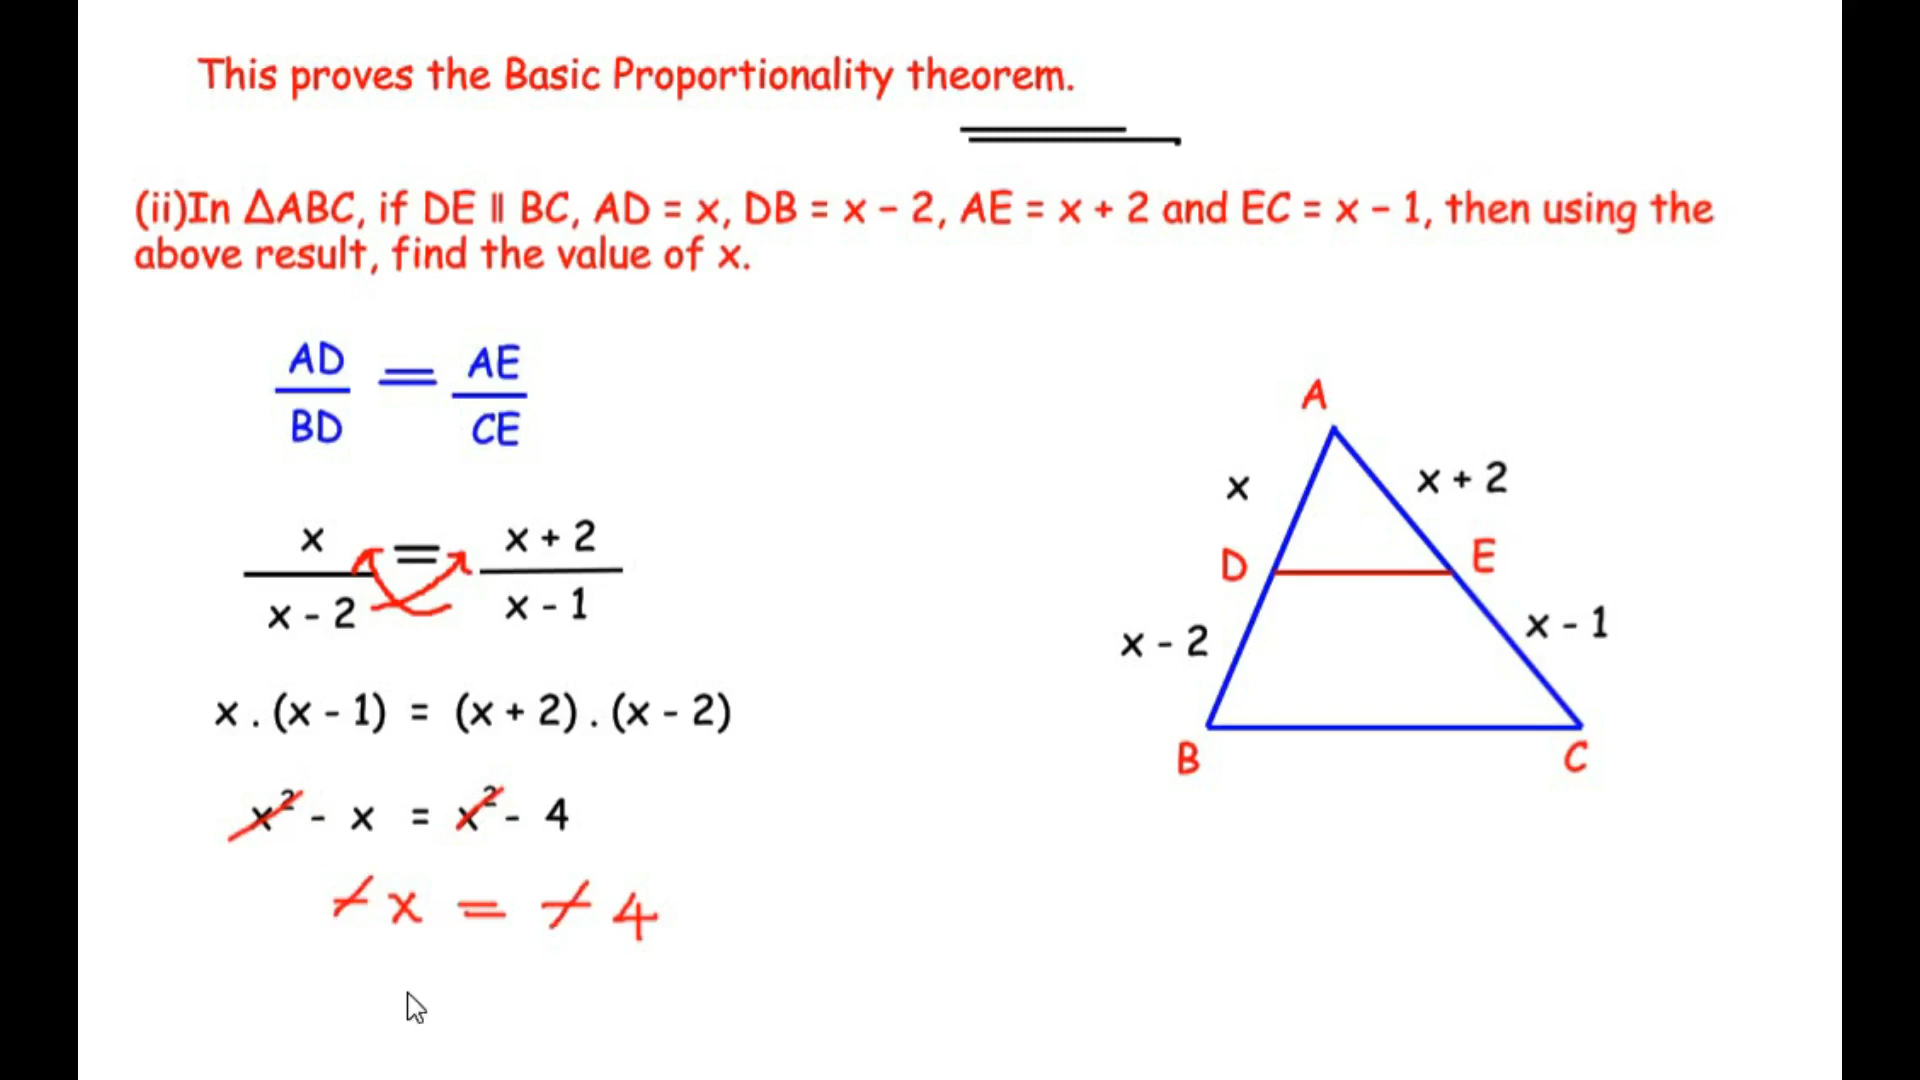 This proves the Basic Proportionality theorem.
(ii)In ΔABC, if DE ∥ BC, AD = x, DB = x − 2, AE = x + 2 and EC = x − 1, then using the
above result, find the value of x.
AD = AE
BD CE
x = x + 2
x - 2 x - 1
x . (x - 1) = (x + 2) . (x - 2)
x² - x = x² - 4
- x = - 4
A
x
x + 2
D
E
x - 2
x - 1
B
C